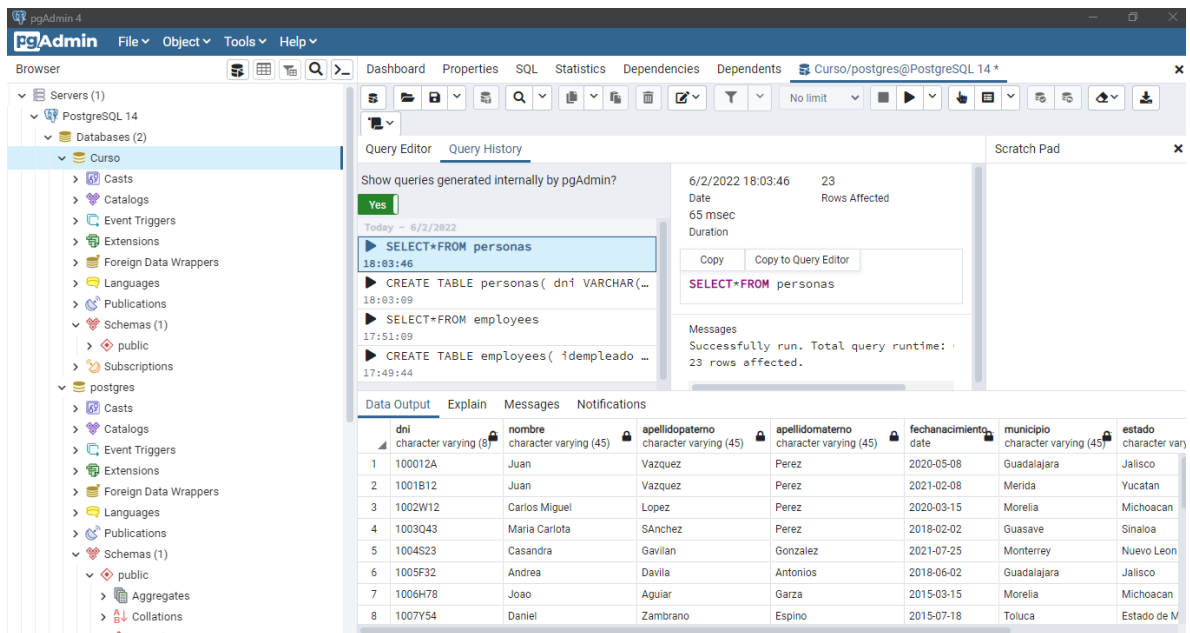 pgAdmin 4
pgAdmin File Object Tools Help
Browser
Dashboard Properties SQL Statistics Dependencies Dependents Curso/postgres@PostgreSQL 14 *
No limit
Servers (1)
PostgreSQL 14
Databases (2)
Curso
Casts
Catalogs
Event Triggers
Extensions
Foreign Data Wrappers
Languages
Publications
Schemas (1)
public
Subscriptions
postgres
Casts
Catalogs
Event Triggers
Extensions
Foreign Data Wrappers
Languages
Publications
Schemas (1)
public
Aggregates
Collations
Query Editor Query History
Scratch Pad
Show queries generated internally by pgAdmin?
Yes
Today - 6/2/2022
SELECT*FROM personas
18:03:46
CREATE TABLE personas( dni VARCHAR(…
18:03:09
SELECT*FROM employees
17:51:09
CREATE TABLE employees( idempleado …
17:49:44
6/2/2022 18:03:46 23
Date Rows Affected
65 msec
Duration
Copy Copy to Query Editor
SELECT*FROM personas
Messages
Successfully run. Total query runtime:
23 rows affected.
Data Output Explain Messages Notifications
dni nombre apellidopaterno apellidomaterno fechanacimiento municipio estado
character varying (8) character varying (45) character varying (45) character varying (45) date character varying (45) character vary
1 100012A Juan Vazquez Perez 2020-05-08 Guadalajara Jalisco
2 1001B12 Juan Vazquez Perez 2021-02-08 Merida Yucatan
3 1002W12 Carlos Miguel Lopez Perez 2020-03-15 Morelia Michoacan
4 1003Q43 Maria Carlota SAnchez Perez 2018-02-02 Guasave Sinaloa
5 1004S23 Casandra Gavilan Gonzalez 2021-07-25 Monterrey Nuevo Leon
6 1005F32 Andrea Davila Antonios 2018-06-02 Guadalajara Jalisco
7 1006H78 Joao Aguiar Garza 2015-03-15 Morelia Michoacan
8 1007Y54 Daniel Zambrano Espino 2015-07-18 Toluca Estado de M